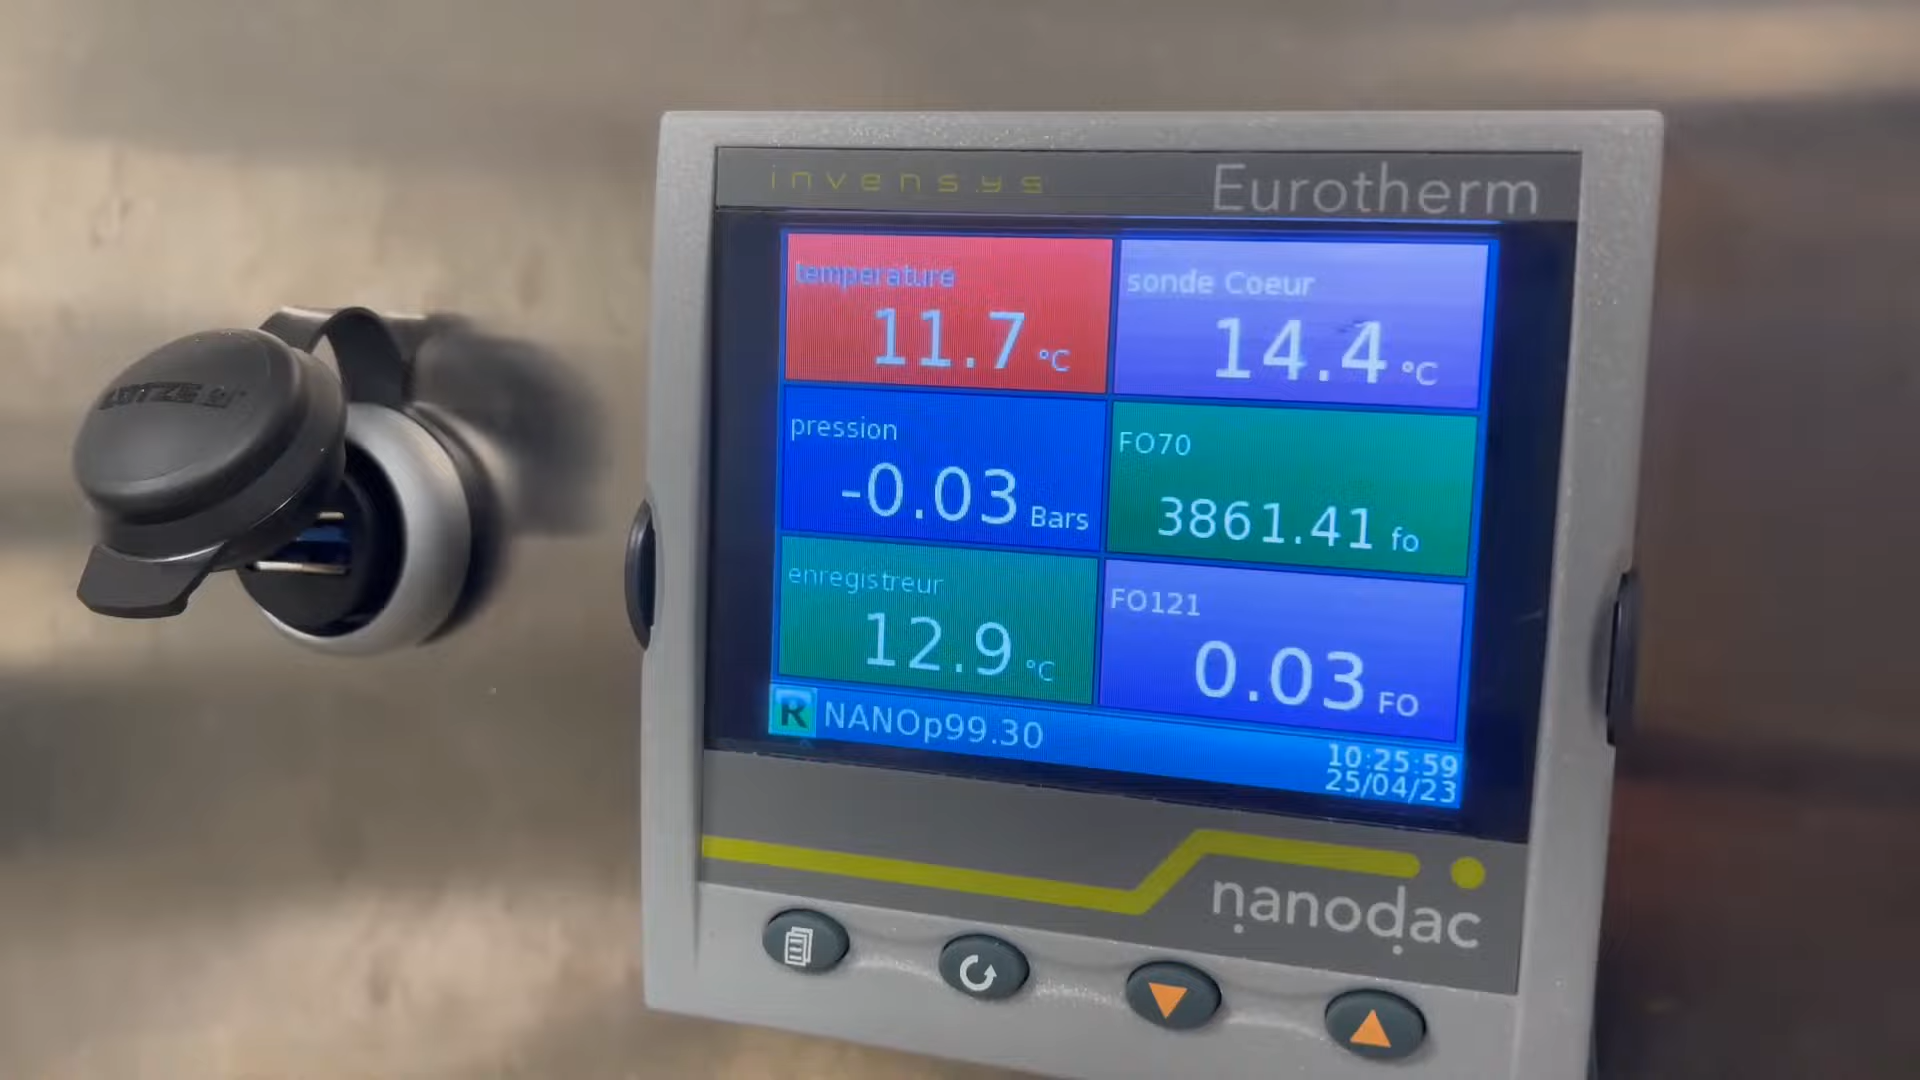 invensys
Eurotherm
temperature
11.7 °C
sonde Coeur
14.4 °C
pression
-0.03 Bars
FO70
3861.41 fo
enregistreur
12.9 °C
FO121
0.03 FO
R NANOp99.30
10:25:59
25/04/23
nanodac